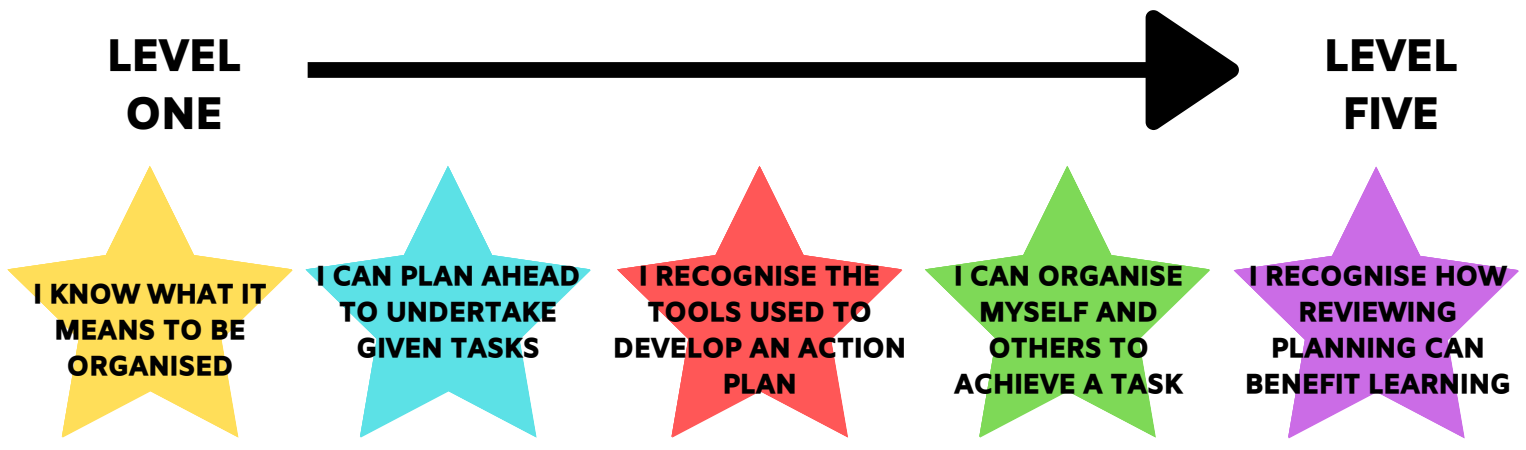 LEVEL
ONE
LEVEL
FIVE
I KNOW WHAT IT
MEANS TO BE
ORGANISED
I CAN PLAN AHEAD
TO UNDERTAKE
GIVEN TASKS
I RECOGNISE THE
TOOLS USED TO
DEVELOP AN ACTION
PLAN
I CAN ORGANISE
MYSELF AND
OTHERS TO
ACHIEVE A TASK
I RECOGNISE HOW
REVIEWING
PLANNING CAN
BENEFIT LEARNING